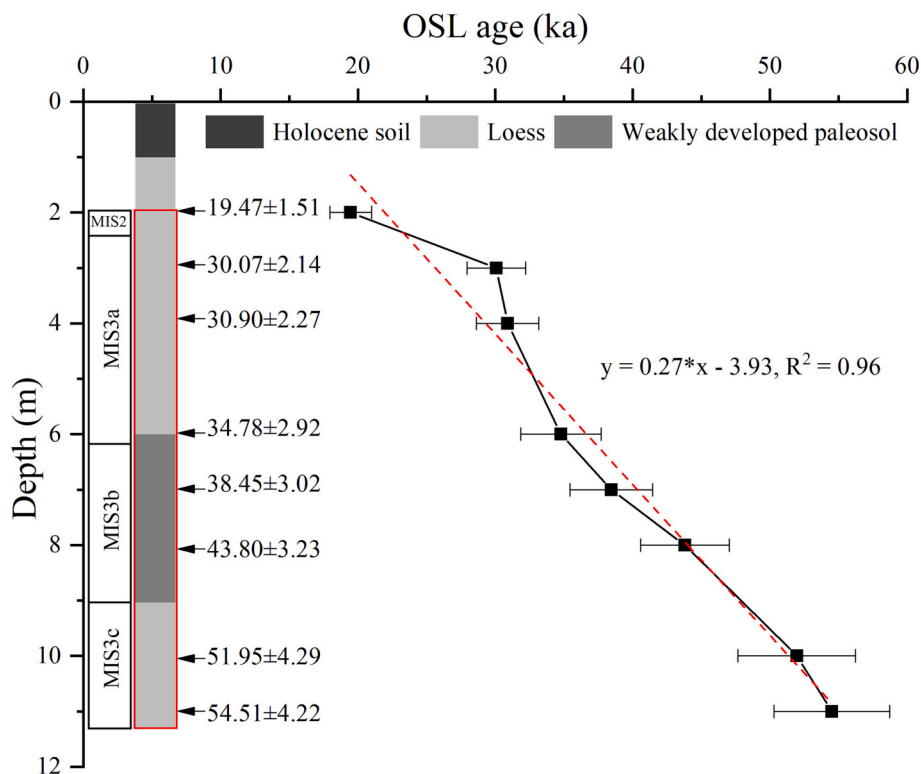 OSL age (ka)
0 10 20 30 40 50 60
Depth (m)
0
2
4
6
8
10
12
Holocene soil Loess Weakly developed paleosol
MIS2
MIS3a
MIS3b
MIS3c
19.47±1.51
30.07±2.14
30.90±2.27
34.78±2.92
38.45±3.02
43.80±3.23
51.95±4.29
54.51±4.22
y = 0.27*x - 3.93, R² = 0.96